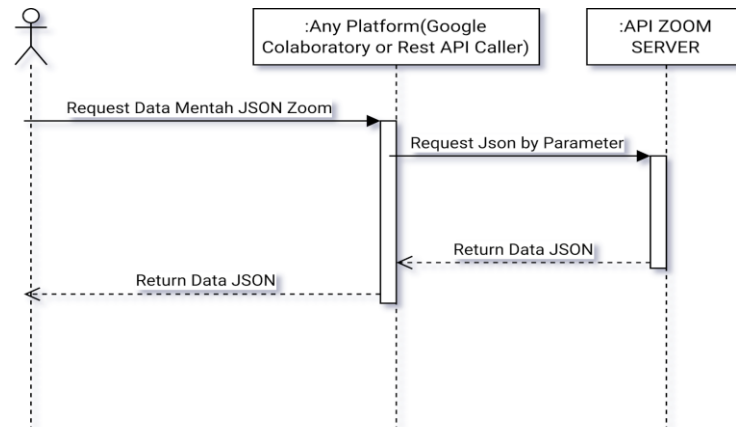 :Any Platform(Google
Colaboratory or Rest API Caller)
:API ZOOM
SERVER
Request Data Mentah JSON Zoom
Request Json by Parameter
Return Data JSON
Return Data JSON